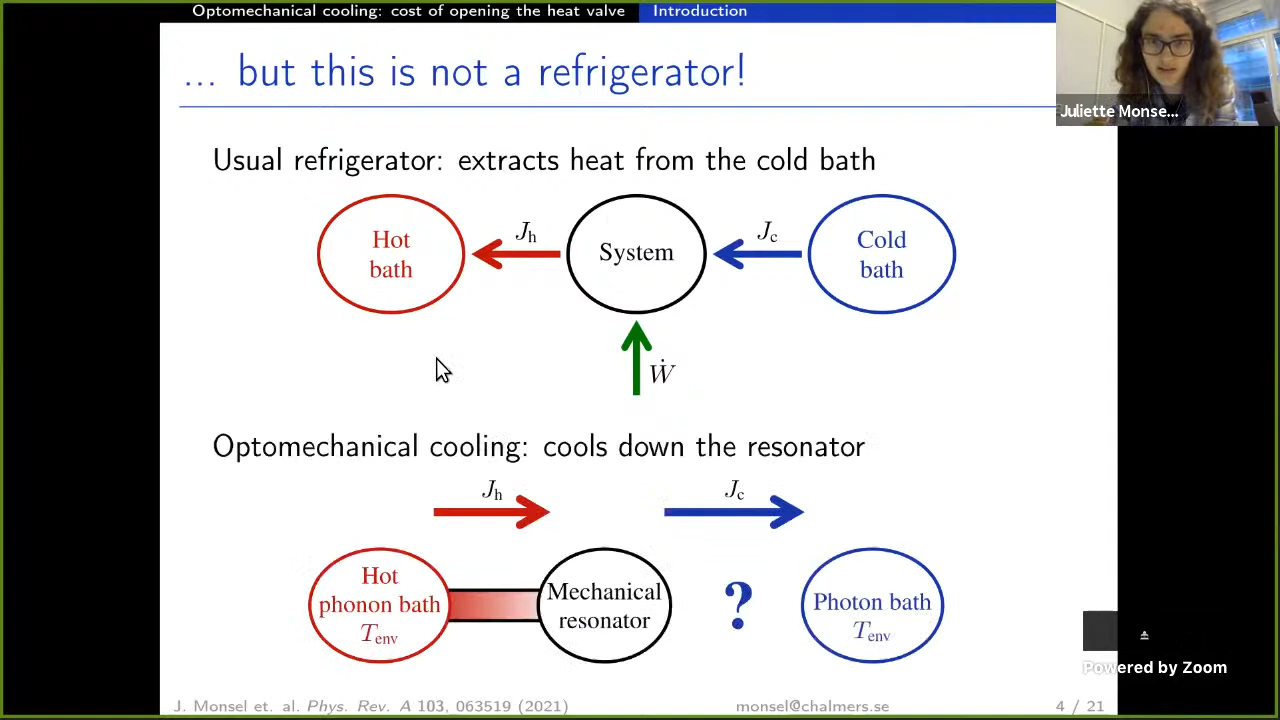 Optomechanical cooling: cost of opening the heat valve Introduction
... but this is not a refrigerator!
Juliette Monse...
Usual refrigerator: extracts heat from the cold bath
Hot
bath
J_h
System
J_c
Cold
bath
Ẇ
Optomechanical cooling: cools down the resonator
J_h
J_c
Hot
phonon bath
T_env
Mechanical
resonator
?
Photon bath
T_env
Powered by Zoom
J. Monsel et. al. Phys. Rev. A 103, 063519 (2021) monsel@chalmers.se 4 / 21